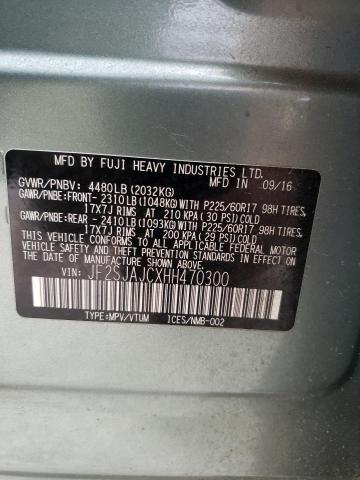 MFD BY FUJI HEAVY INDUSTRIES LTD. IN 09/16
GVWR/PNBV: 4480LB(2032KG)
GAWR/PNBE:FRONT- 2310LB(1048KG)WITH P225/60R17 98H TIRES,
17X7J RIMS, AT 210 KPA(30 PSI)COLD
GAWR/PNBE:REAR - 2410LB(1093KG)WITH P225/60R17 98H TIRES,
17X7J RIMS, AT 200 KPA(29 PSI)COLD
THIS VEHICLE CONFORMS TO ALL APPLICABLE FEDERAL MOTOR
VEHICLE SAFETY, BUMPER, AND THEFT PREVENTION STANDARDS
IN EFFECT ON THE DATE OF MANUFACTURE SHOWN ABOVE.
VIN: JF2SJAJCXHH470300
TYPE:MPV/VTUM ICES/NMB-002